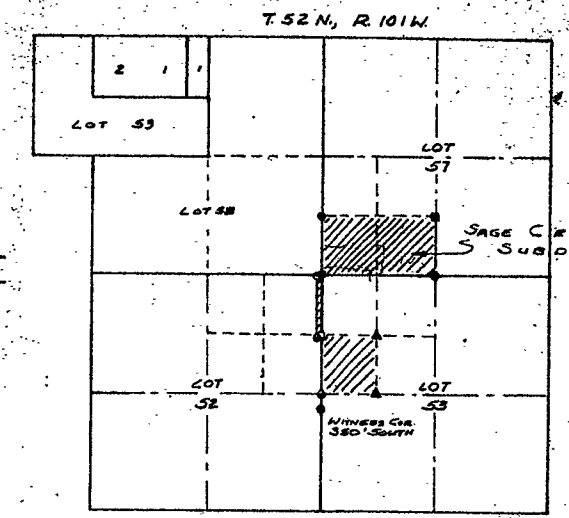 T. 52 N., R. 101 W.
2 1 1
LOT 59
LOT
57
LOT 58
SAGE CR
SUBD
LOT
52
LOT
53
WITNESS COR.
350' SOUTH